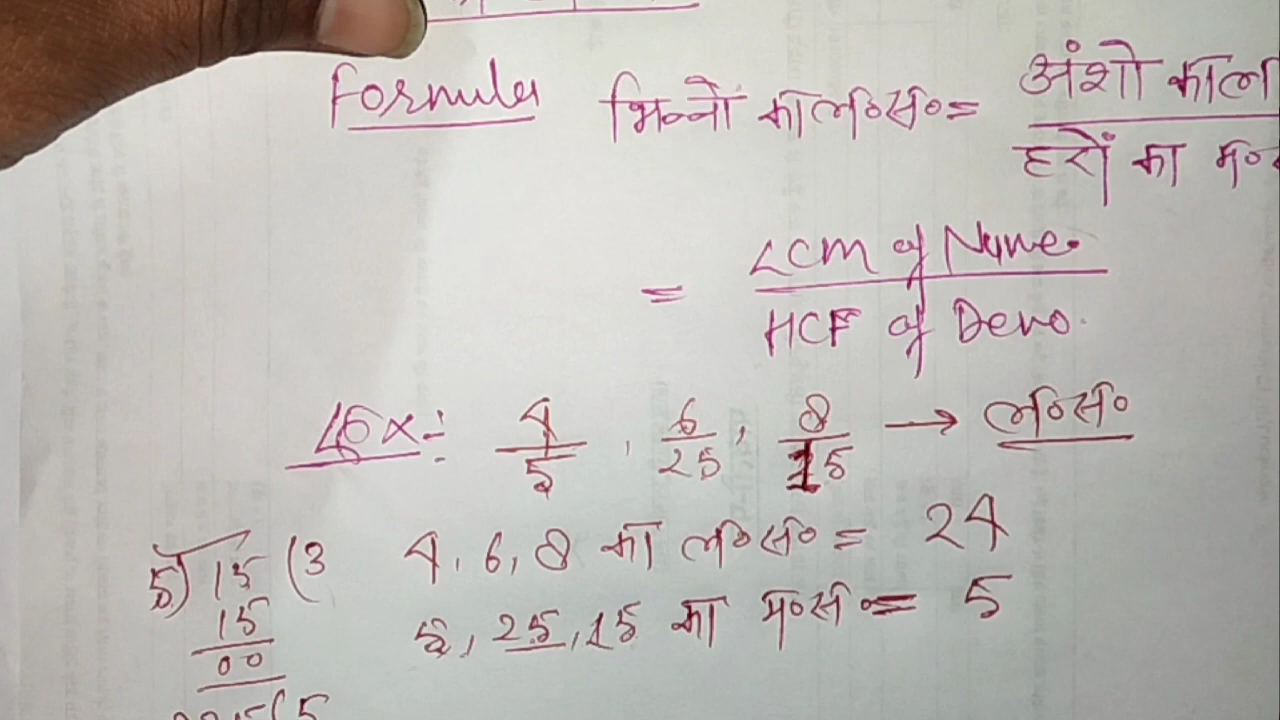 Formula भिन्नों का ल०स० = अंशो का ल
हरों का म०स
= LCM of Nume.
HCF of Deno.
Ex:- 4/5, 6/25, 8/15 → ल०स०
5) 15 (3 4, 6, 8 का ल०स० = 24
15 5, 25, 15 का म०स० = 5
00